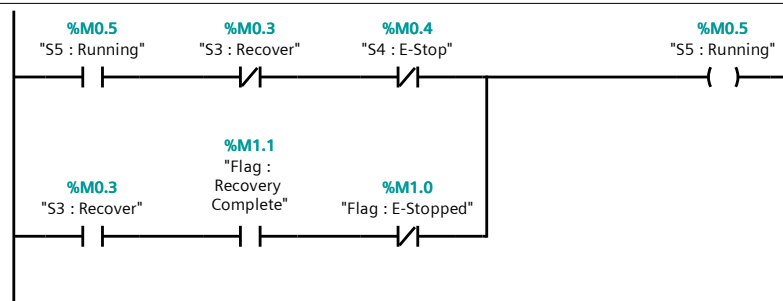 %M0.5 %M0.3 %M0.4 %M0.5
"S5 : Running" "S3 : Recover" "S4 : E-Stop" "S5 : Running"
%M1.1
"Flag :
Recovery
Complete"
%M0.3 %M1.0
"S3 : Recover" "Flag : E-Stopped"